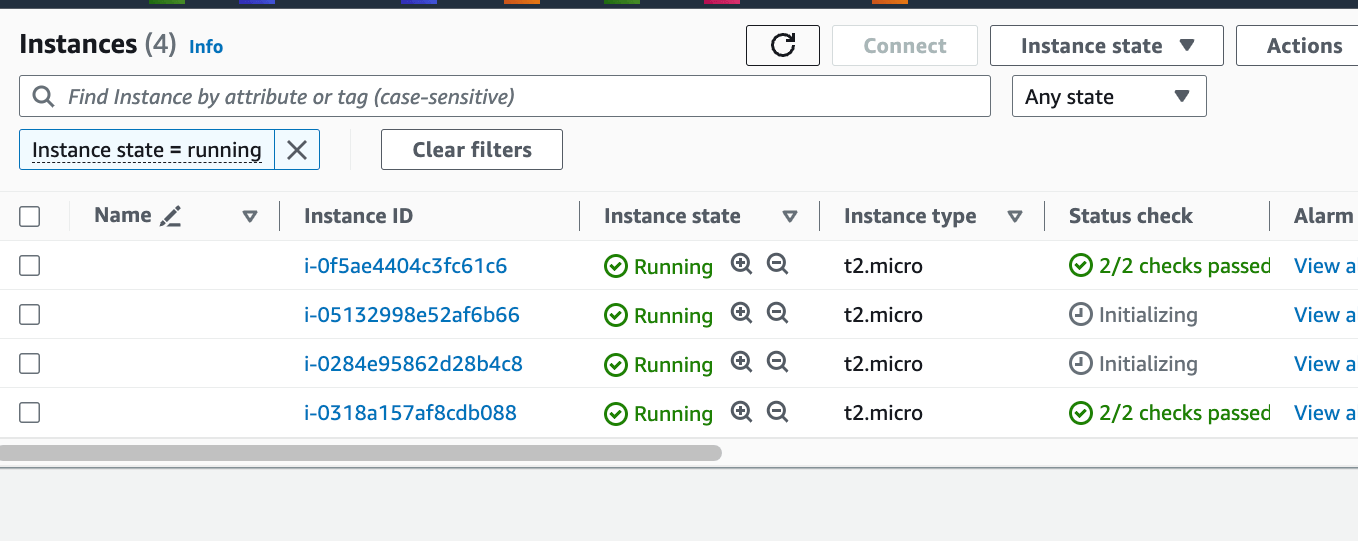 Instances (4) Info
Connect
Instance state
Actions
Find Instance by attribute or tag (case-sensitive)
Any state
Instance state = running
Clear filters
Name Instance ID Instance state Instance type Status check Alarm
i-0f5ae4404c3fc61c6 Running t2.micro 2/2 checks passed View a
i-05132998e52af6b66 Running t2.micro Initializing View a
i-0284e95862d28b4c8 Running t2.micro Initializing View a
i-0318a157af8cdb088 Running t2.micro 2/2 checks passed View a